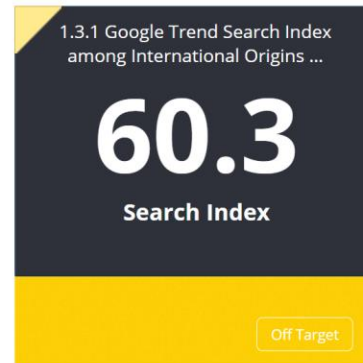 1.3.1 Google Trend Search Index
among International Origins ...
60.3
Search Index
Off Target